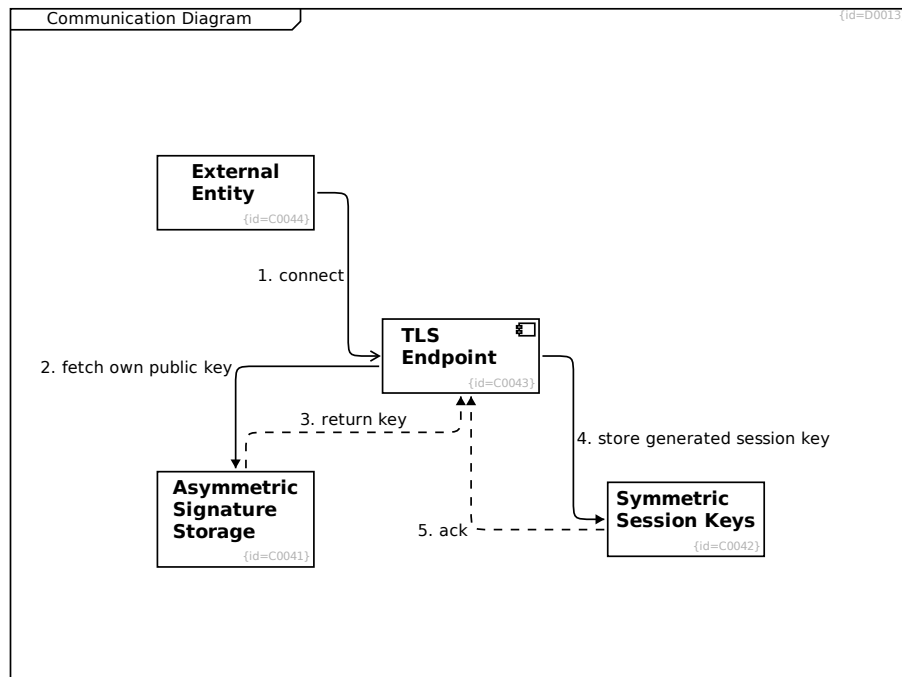 Communication Diagram
{id=D0013
External
Entity
{id=C0044}
1. connect
TLS
Endpoint
{id=C0043}
2. fetch own public key
3. return key
4. store generated session key
Asymmetric
Signature
Storage
{id=C0041}
Symmetric
Session Keys
{id=C0042}
5. ack